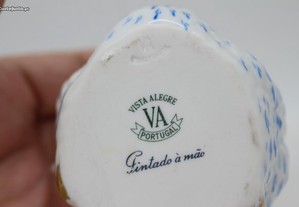 VISTA ALEGRE
VA
PORTUGAL
Pintado à mão